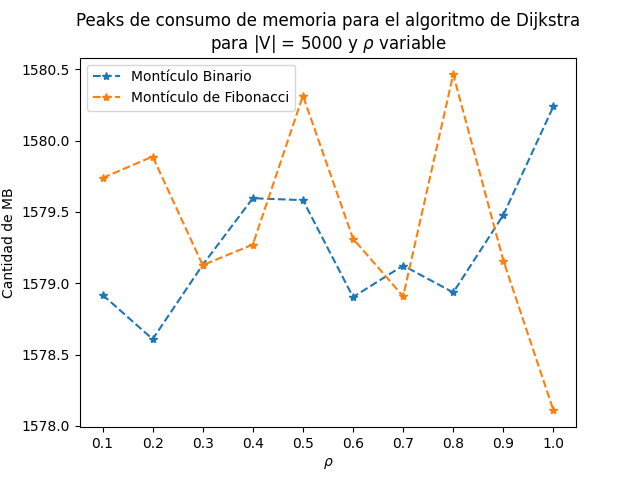 Peaks de consumo de memoria para el algoritmo de Dijkstra
para |V| = 5000 y ρ variable
Montículo Binario
Montículo de Fibonacci
Cantidad de MB
1580.5
1580.0
1579.5
1579.0
1578.5
1578.0
0.1 0.2 0.3 0.4 0.5 0.6 0.7 0.8 0.9 1.0
ρ